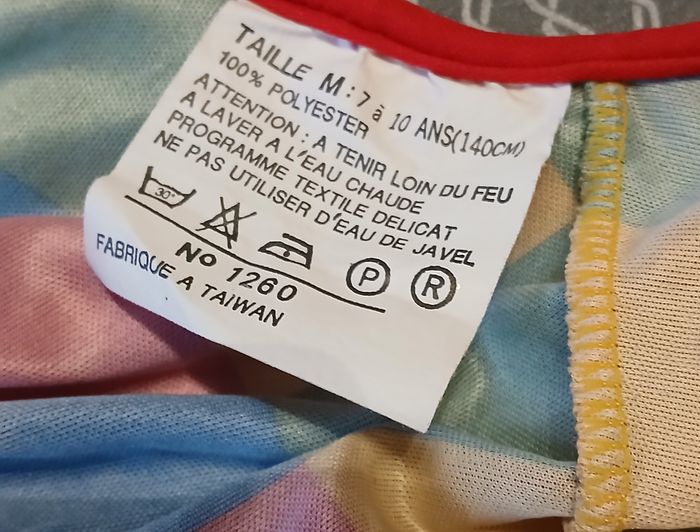 TAILLE M : 7 à 10 ANS(140CM)
100% POLYESTER
ATTENTION : A TENIR LOIN DU FEU
A LAVER A L'EAU CHAUDE
PROGRAMME TEXTILE DELICAT
NE PAS UTILISER D'EAU DE JAVEL
30° P R
No 1260
FABRIQUE A TAIWAN